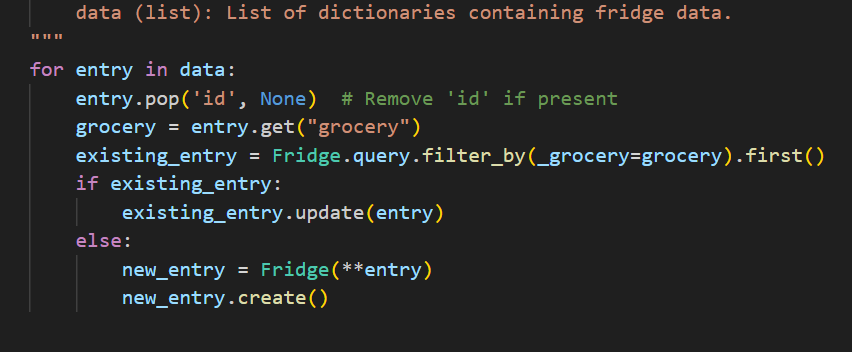 data (list): List of dictionaries containing fridge data.
"""
for entry in data:
entry.pop('id', None)  # Remove 'id' if present
grocery = entry.get("grocery")
existing_entry = Fridge.query.filter_by(_grocery=grocery).first()
if existing_entry:
existing_entry.update(entry)
else:
new_entry = Fridge(**entry)
new_entry.create()